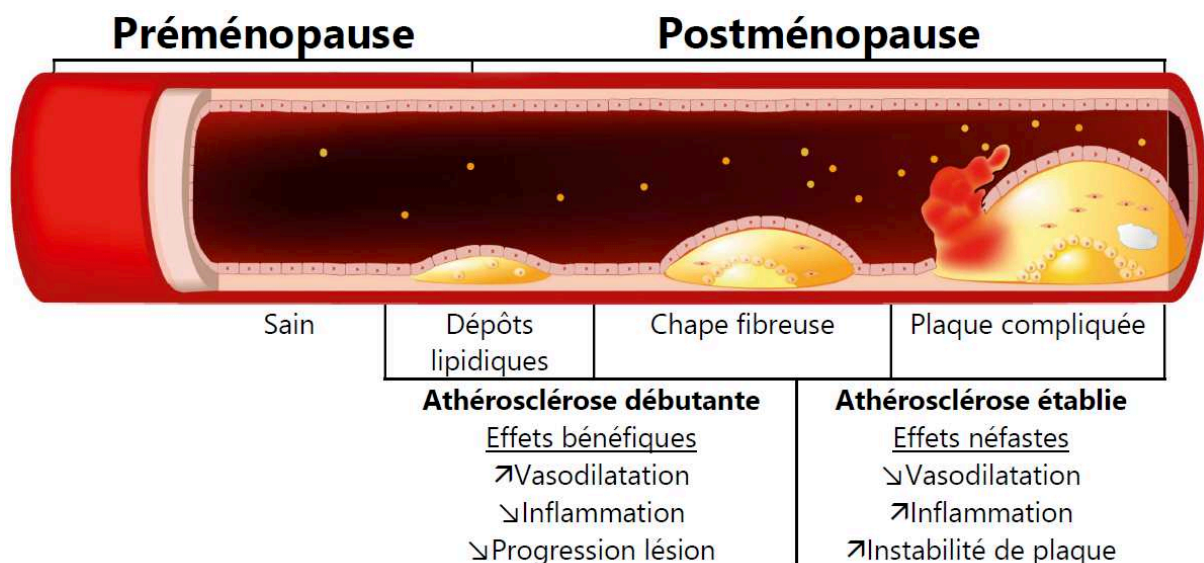 Préménopause Postménopause
Sain Dépôts lipidiques Chape fibreuse Plaque compliquée
Athérosclérose débutante
Effets bénéfiques
↗Vasodilatation
↘Inflammation
↘Progression lésion
Athérosclérose établie
Effets néfastes
↘Vasodilatation
↗Inflammation
↗Instabilité de plaque